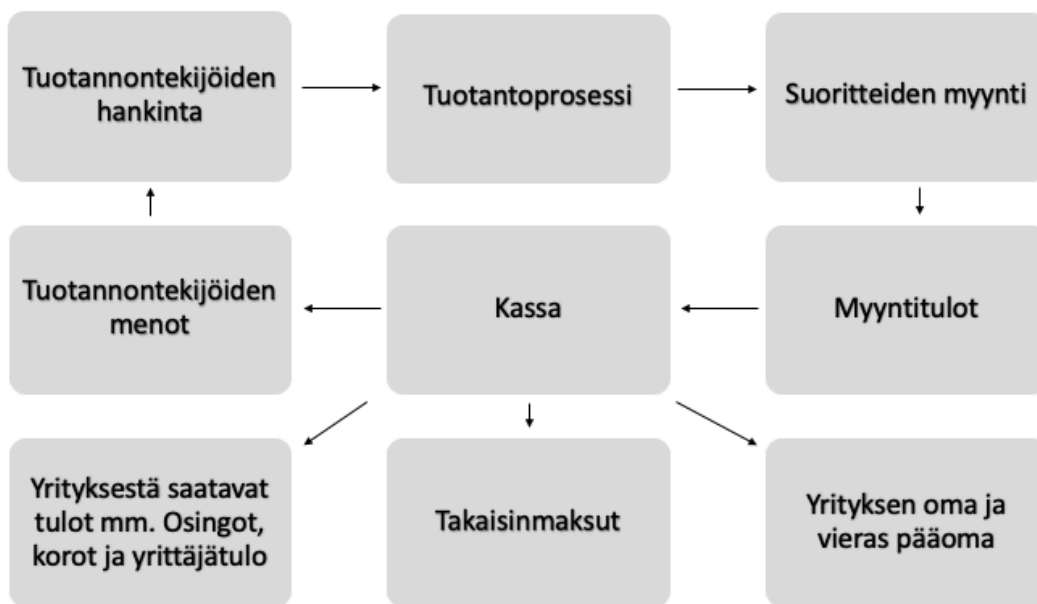 Tuotannontekijöiden
hankinta
Tuotantoprosessi
Suoritteiden myynti
Tuotannontekijöiden
menot
Kassa
Myyntitulot
Yrityksestä saatavat
tulot mm. Osingot,
korot ja yrittäjätulo
Takaisinmaksut
Yrityksen oma ja
vieras pääoma